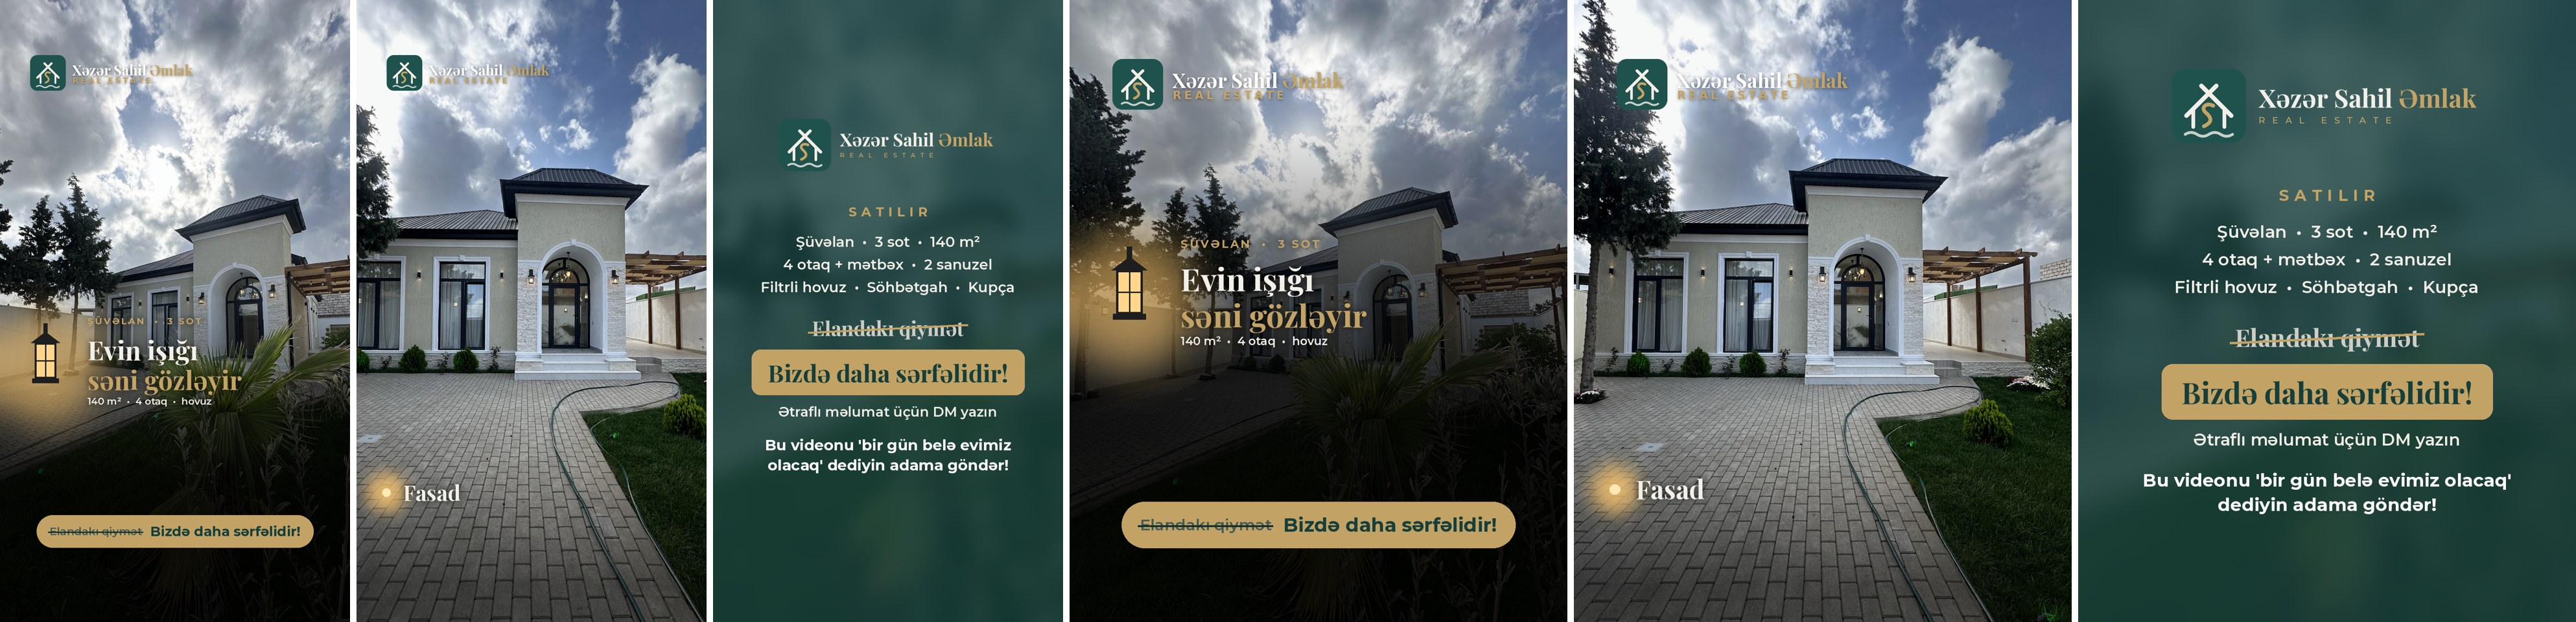 Xəzər Sahil Əmlak
REAL ESTATE
ŞÜVƏLAN • 3 SOT
Evin işığı
səni gözləyir
140 m² • 4 otaq • hovuz
Elandakı qiymət Bizdə daha sərfəlidir!
Xəzər Sahil Əmlak
REAL ESTATE
Fasad
Xəzər Sahil Əmlak
REAL ESTATE
SATILIR
Şüvəlan • 3 sot • 140 m²
4 otaq + mətbəx • 2 sanuzel
Filtrli hovuz • Söhbətgah • Kupça
Elandakı qiymət
Bizdə daha sərfəlidir!
Ətraflı məlumat üçün DM yazın
Bu videonu 'bir gün belə evimiz
olacaq' dediyin adama göndər!
Xəzər Sahil Əmlak
REAL ESTATE
ŞÜVƏLAN • 3 SOT
Evin işığı
səni gözləyir
140 m² • 4 otaq • hovuz
Elandakı qiymət Bizdə daha sərfəlidir!
Xəzər Sahil Əmlak
REAL ESTATE
Fasad
Xəzər Sahil Əmlak
REAL ESTATE
SATILIR
Şüvəlan • 3 sot • 140 m²
4 otaq + mətbəx • 2 sanuzel
Filtrli hovuz • Söhbətgah • Kupça
Elandakı qiymət
Bizdə daha sərfəlidir!
Ətraflı məlumat üçün DM yazın
Bu videonu 'bir gün belə evimiz olacaq'
dediyin adama göndər!